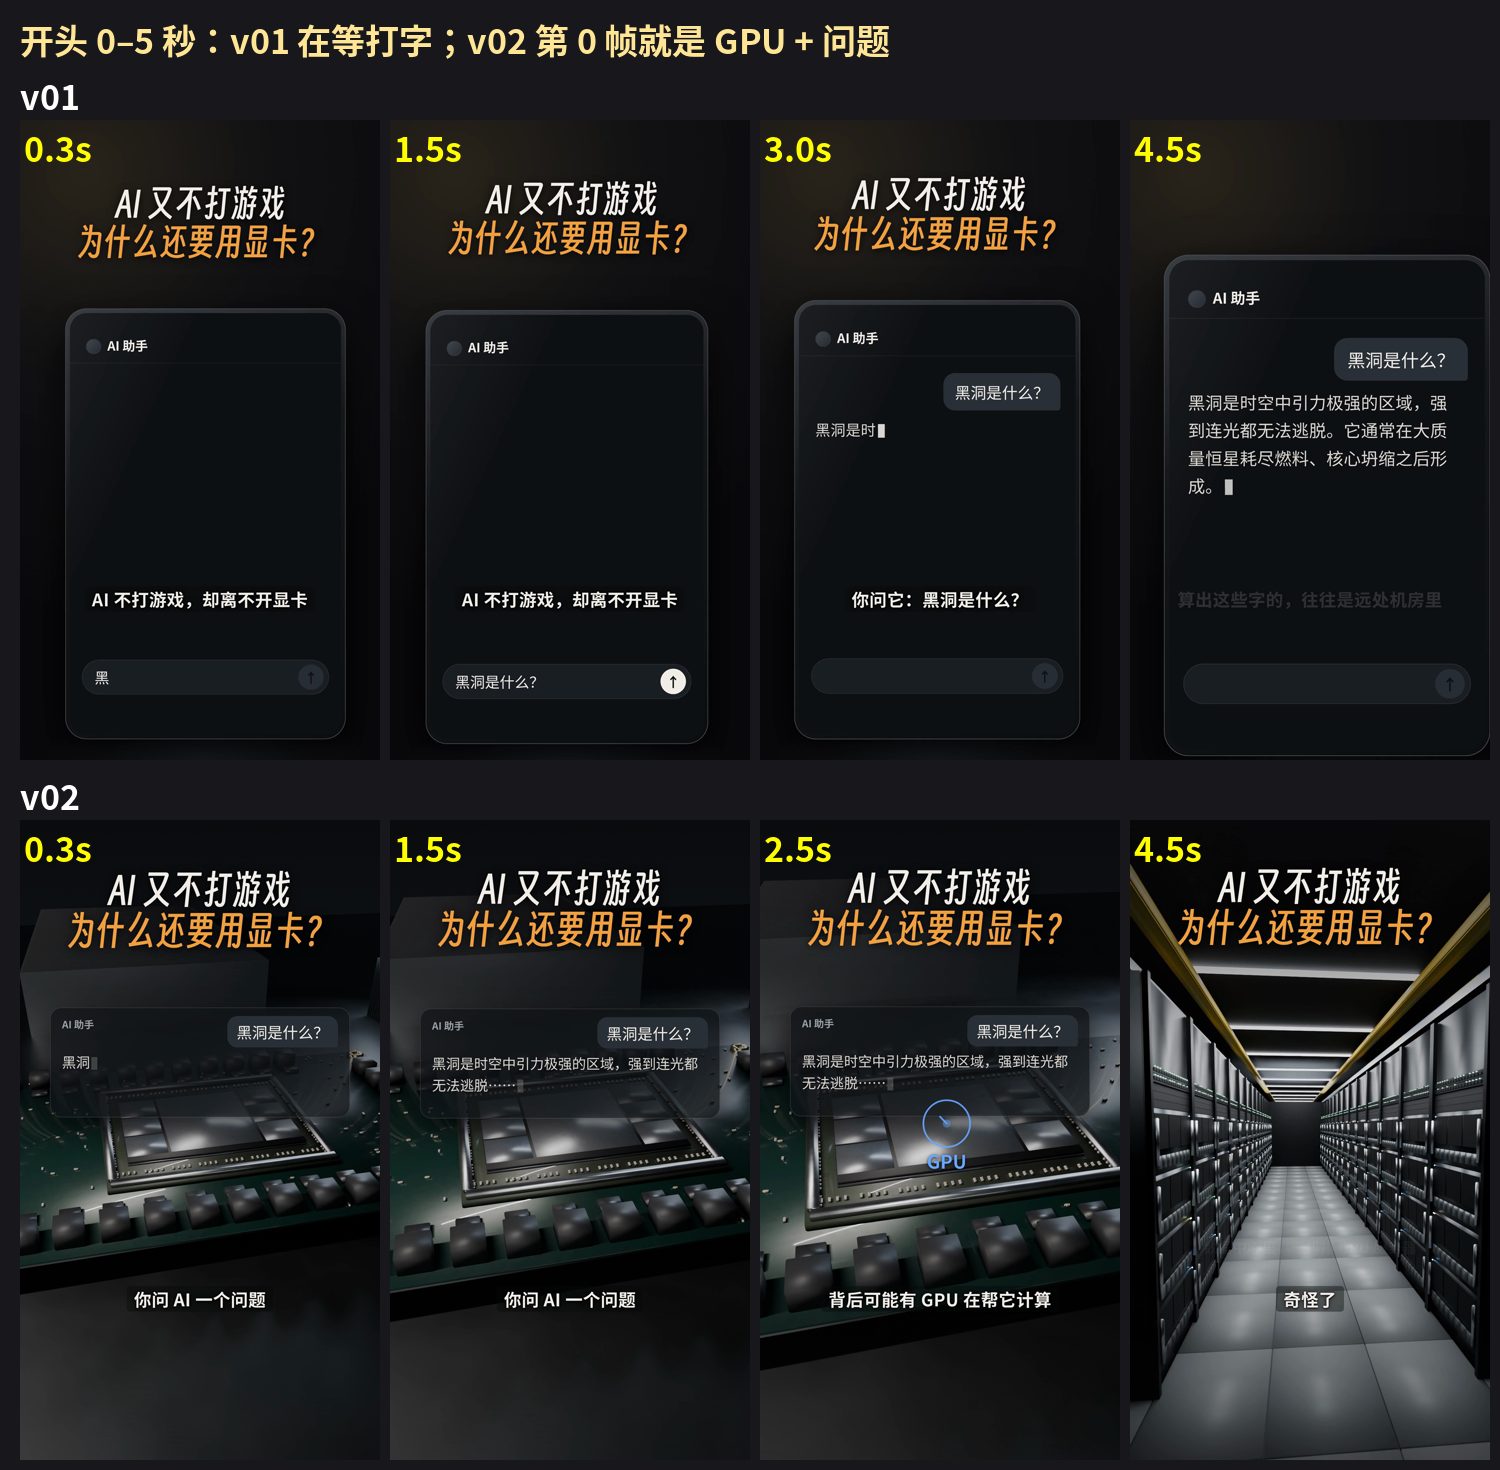 开头 0–5 秒：v01 在等打字；v02 第 0 帧就是 GPU + 问题
v01
0.3s
AI 又不打游戏
为什么还要用显卡?
AI 助手
AI 不打游戏，却离不开显卡
黑
↑
1.5s
AI 又不打游戏
为什么还要用显卡?
AI 助手
AI 不打游戏，却离不开显卡
黑洞是什么？
↑
3.0s
AI 又不打游戏
为什么还要用显卡?
AI 助手
黑洞是什么？
黑洞是时
你问它：黑洞是什么？
↑
4.5s
AI 助手
黑洞是什么？
黑洞是时空中引力极强的区域，强
到连光都无法逃脱。它通常在大质
量恒星耗尽燃料、核心坍缩之后形
成。
算出这些字的，往往是远处机房里
↑
v02
0.3s
AI 又不打游戏
为什么还要用显卡?
AI 助手
黑洞是什么？
黑洞
你问 AI 一个问题
1.5s
AI 又不打游戏
为什么还要用显卡?
AI 助手
黑洞是什么？
黑洞是时空中引力极强的区域，强到连光都
无法逃脱……
你问 AI 一个问题
2.5s
AI 又不打游戏
为什么还要用显卡?
AI 助手
黑洞是什么？
黑洞是时空中引力极强的区域，强到连光都
无法逃脱……
GPU
背后可能有 GPU 在帮它计算
4.5s
AI 又不打游戏
为什么还要用显卡?
奇怪了